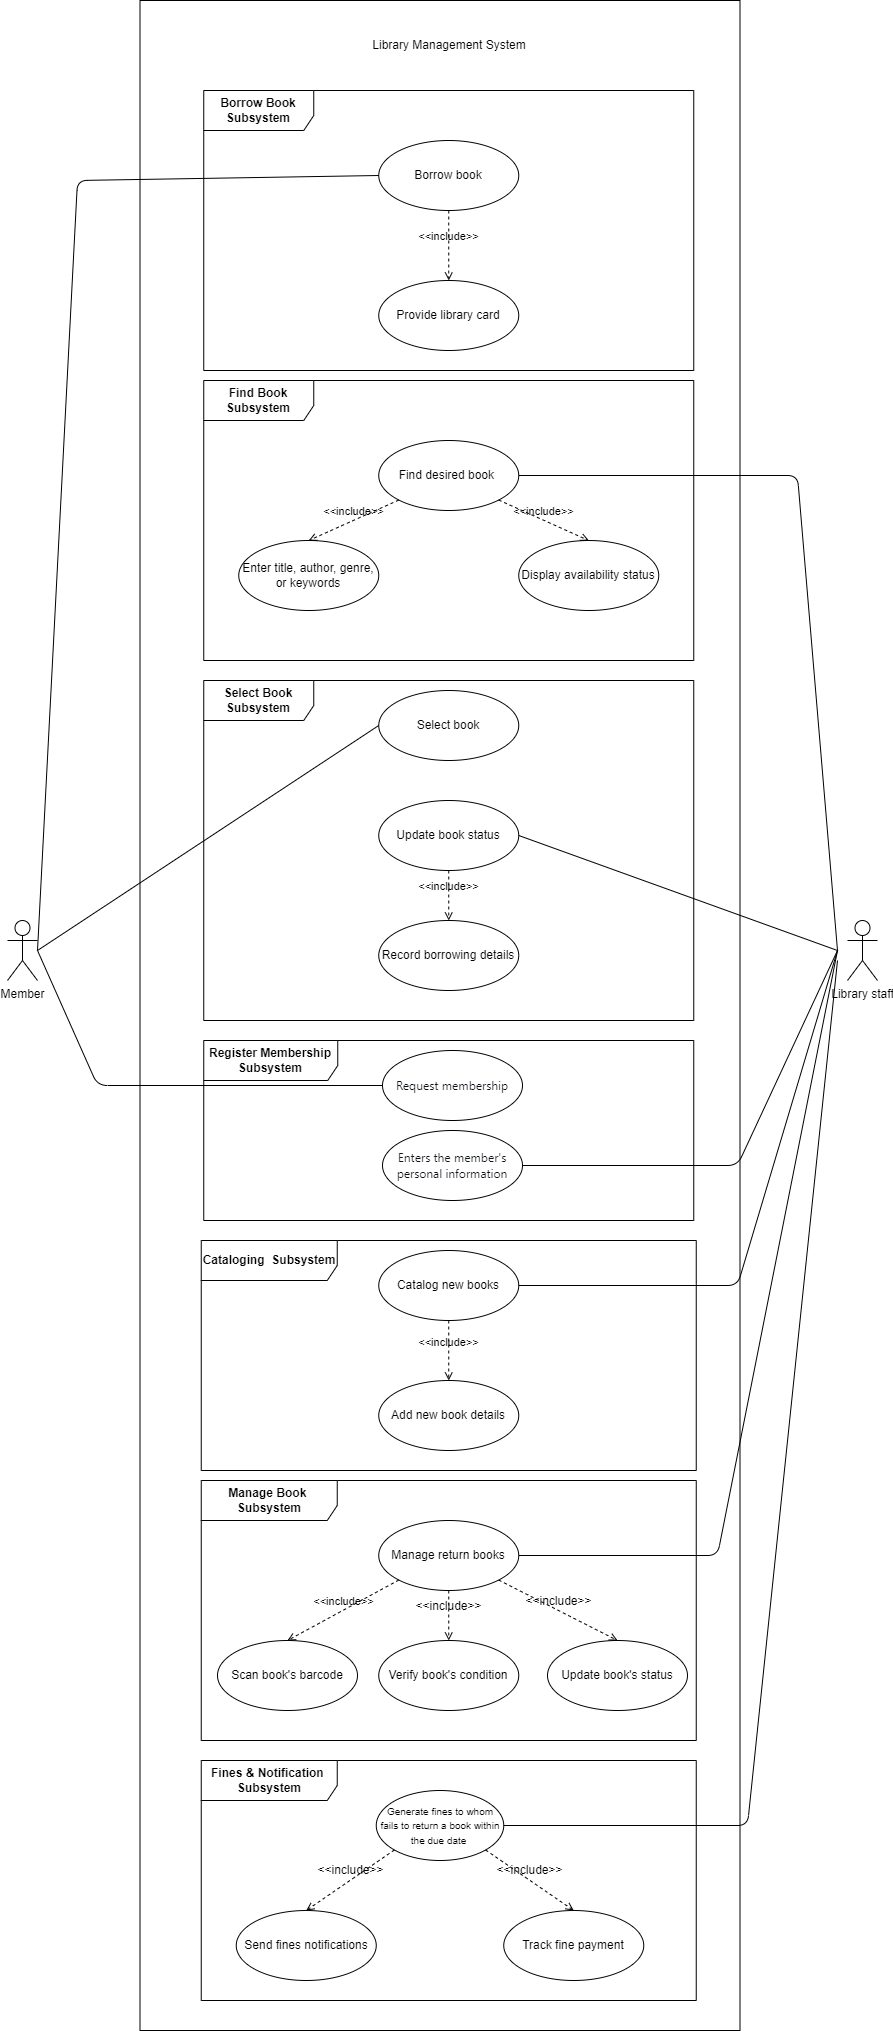 Library Management System
Borrow Book
Subsystem
Borrow book
<<include>>
Provide library card
Find Book
Subsystem
Find desired book
<<include>>
<<include>>
Enter title, author, genre,
or keywords
Display availability status
Select Book
Subsystem
Select book
Update book status
<<include>>
Record borrowing details
Member
Library staff
Register Membership
Subsystem
Request membership
Enters the member's
personal information
Cataloging Subsystem
Catalog new books
<<include>>
Add new book details
Manage Book
Subsystem
Manage return books
<<include>>
<<include>>
<<include>>
Scan book's barcode
Verify book's condition
Update book's status
Fines & Notification
Subsystem
Generate fines to whom
fails to return a book within
the due date
<<include>>
<<include>>
Send fines notifications
Track fine payment